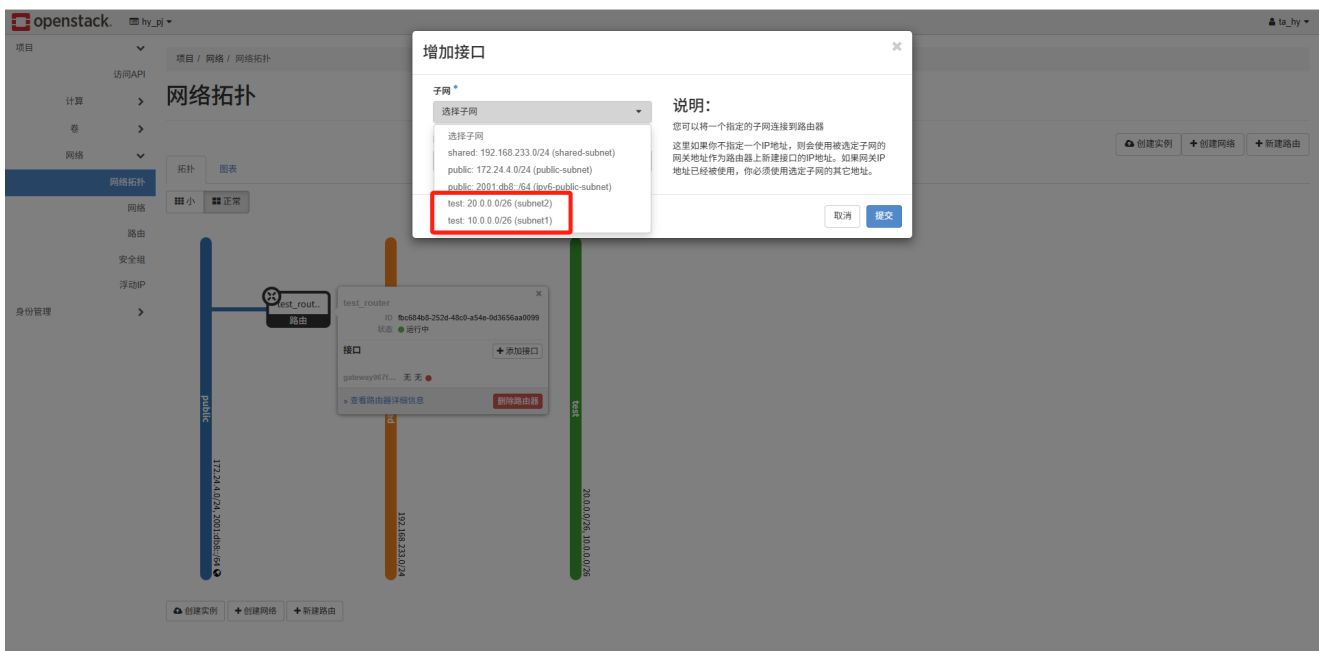 openstack. hy_pj
ta_hy
项目
访问API
计算
卷
网络
网络拓扑
网络
路由
安全组
浮动IP
身份管理
项目 / 网络 / 网络拓扑
网络拓扑
创建实例 创建网络 新建路由
拓扑 图表
小 正常
增加接口
×
子网 *
选择子网
选择子网
shared: 192.168.233.0/24 (shared-subnet)
public: 172.24.4.0/24 (public-subnet)
public: 2001:db8::/64 (ipv6-public-subnet)
test: 20.0.0.0/26 (subnet2)
test: 10.0.0.0/26 (subnet1)
说明:
您可以将一个指定的子网连接到路由器
这里如果你不指定一个IP地址，则会使用被选定子网的
网关地址作为路由器上新建接口的IP地址。如果网关IP
地址已经被使用，你必须使用选定子网的其它地址。
取消 提交
test_rout..
路由
test_router ×
ID fbc684b8-252d-48c0-a54e-0d3656aa0099
状态 运行中
接口 添加接口
gateway967f... 无 无
» 查看路由器详细信息 删除路由器
public
172.24.4.0/24, 2001:db8::/64
192.168.233.0/24
test
20.0.0.0/26, 10.0.0.0/26
创建实例 创建网络 新建路由